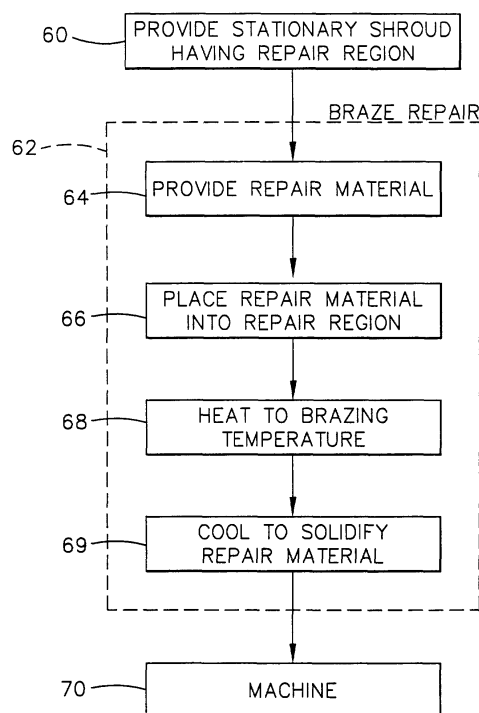 60
PROVIDE STATIONARY SHROUD
HAVING REPAIR REGION
BRAZE REPAIR
62
64
PROVIDE REPAIR MATERIAL
66
PLACE REPAIR MATERIAL
INTO REPAIR REGION
68
HEAT TO BRAZING
TEMPERATURE
69
COOL TO SOLIDIFY
REPAIR MATERIAL
70
MACHINE